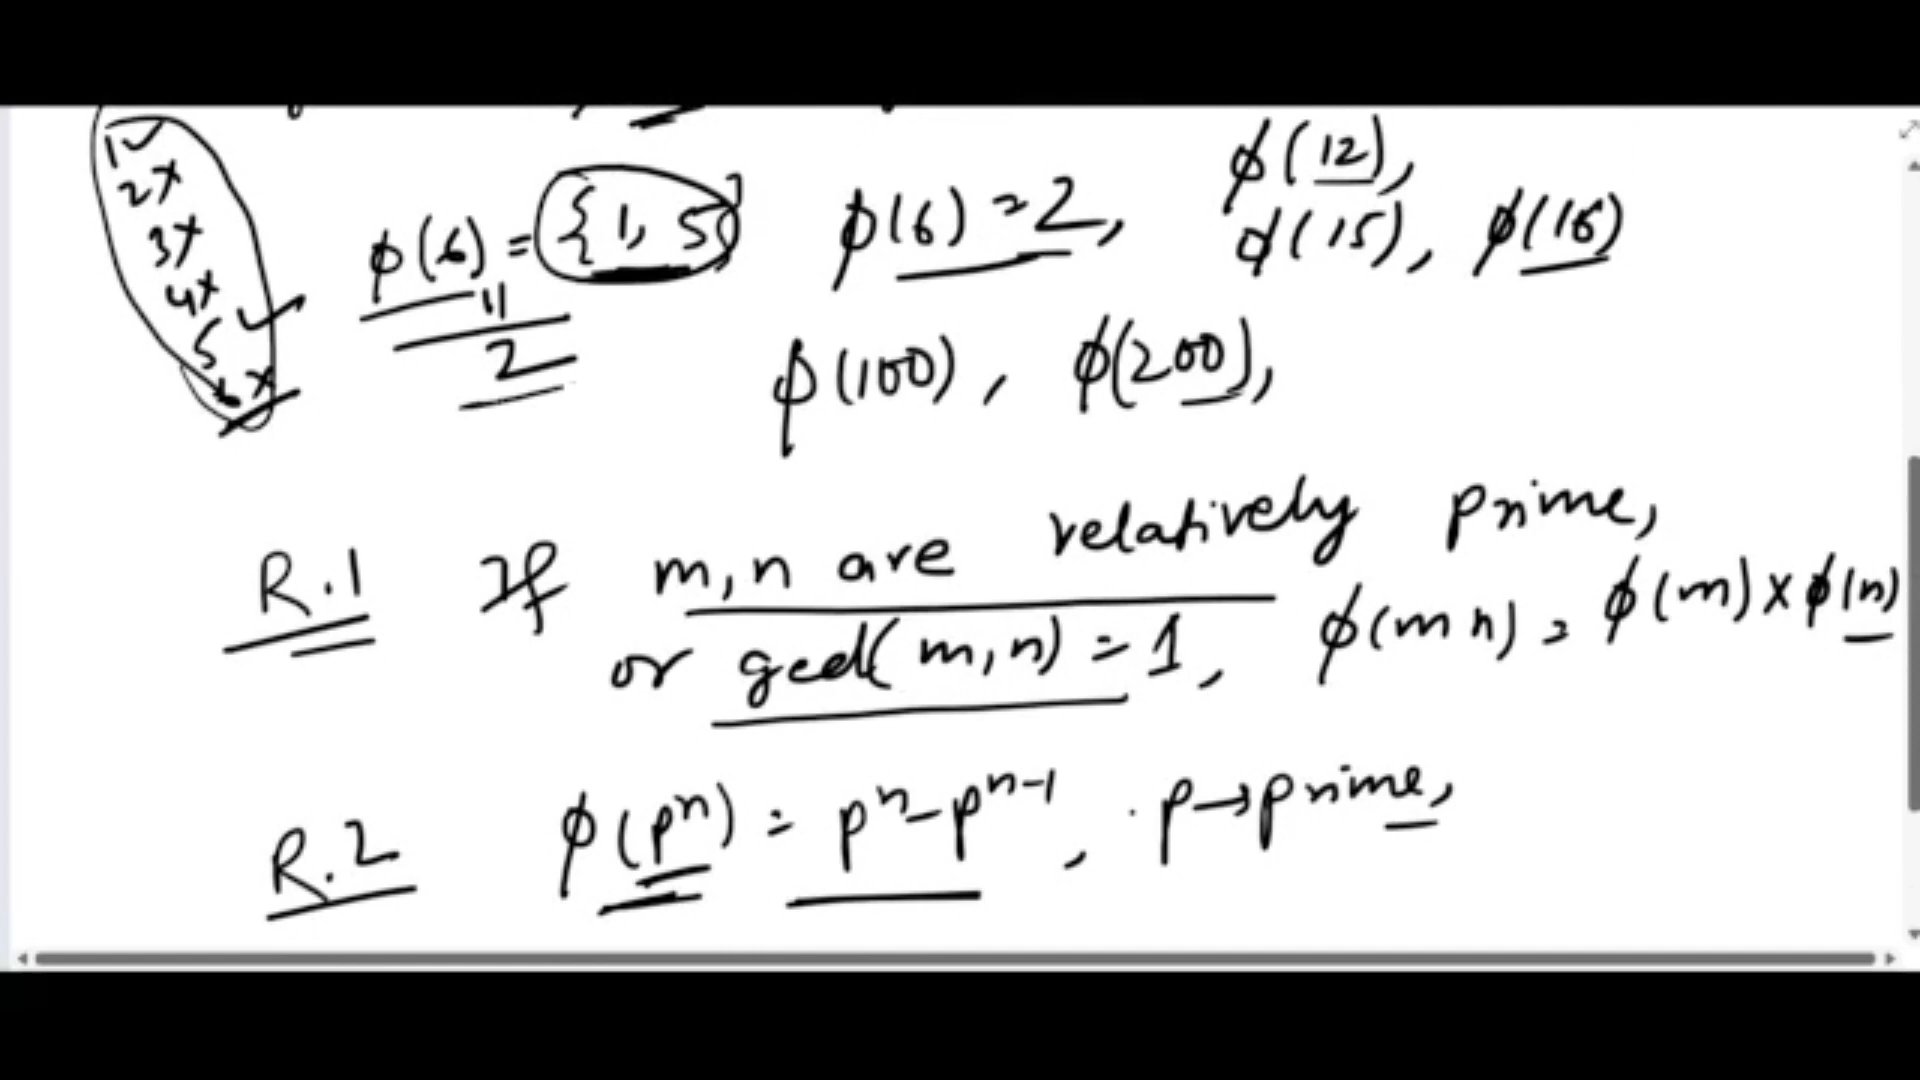 1✓
2×
3×
4×
5 ✓
6×
φ(6) = {1, 5}
11
2
φ(6) = 2,
φ(12),
φ(15), φ(16)
φ(100), φ(200),
R.1 If m,n are relatively prime,
or gcd(m,n) = 1, φ(mn) = φ(m)×φ(n)
R.2 φ(pⁿ) = pⁿ-pⁿ⁻¹, p→prime,